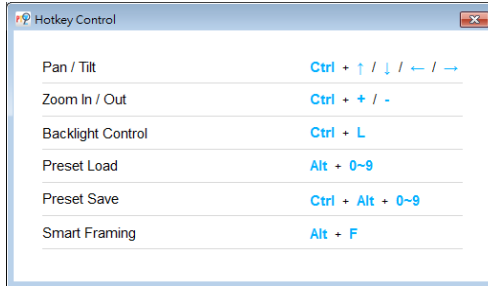 Hotkey Control
Pan / Tilt Ctrl + ↑ / ↓ / ← / →
Zoom In / Out Ctrl + + / -
Backlight Control Ctrl + L
Preset Load Alt + 0~9
Preset Save Ctrl + Alt + 0~9
Smart Framing Alt + F